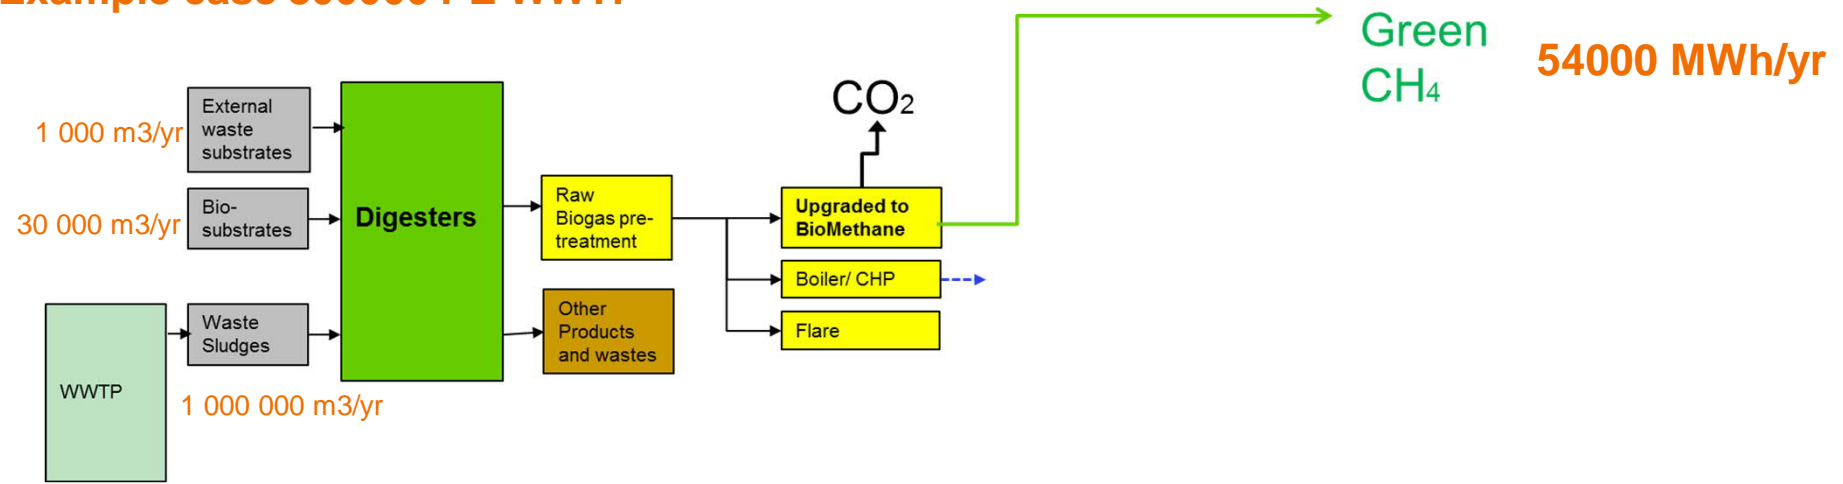 Green
CH4
54000 MWh/yr
CO2
External
waste
substrates
1 000 m3/yr
Bio-
substrates
30 000 m3/yr
Digesters
Raw
Biogas pre-
treatment
Upgraded to
BioMethane
Boiler/ CHP
Flare
Other
Products
and wastes
Waste
Sludges
WWTP
1 000 000 m3/yr